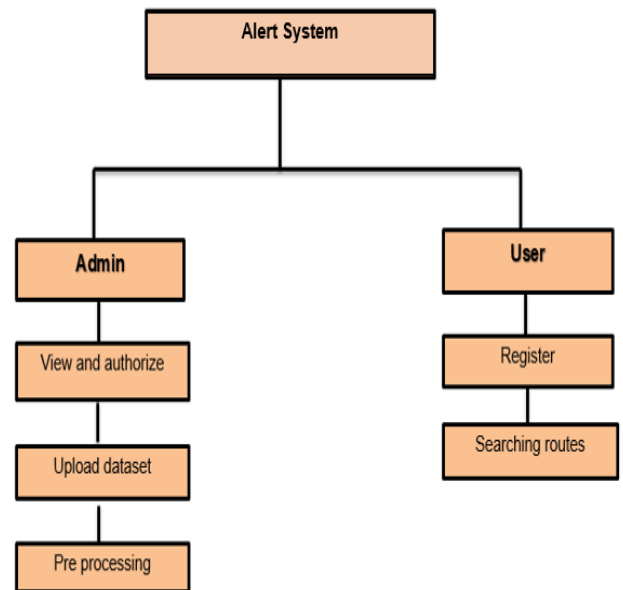 Alert System
Admin
View and authorize
Upload dataset
Pre processing
User
Register
Searching routes